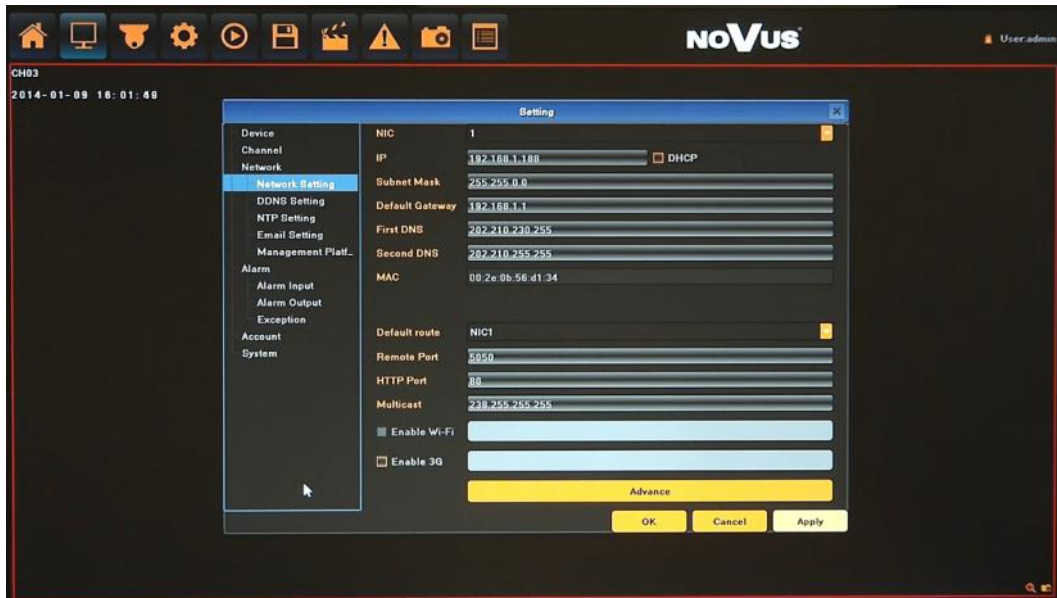 NOVUS
User:admin
CH03
2014-01-09 16:01:49
Setting
Device
Channel
Network
Network Setting
DDNS Setting
NTP Setting
Email Setting
Management Platf_
Alarm
Alarm Input
Alarm Output
Exception
Account
System
NIC 1
IP 192.168.1.188 DHCP
Subnet Mask 255.255.0.0
Default Gateway 192.168.1.1
First DNS 202.210.230.255
Second DNS 202.210.255.255
MAC 00:2e:0b:56:d1:34
Default route NIC1
Remote Port 5050
HTTP Port 80
Multicast 238.255.255.255
Enable Wi-Fi
Enable 3G
Advance
OK Cancel Apply